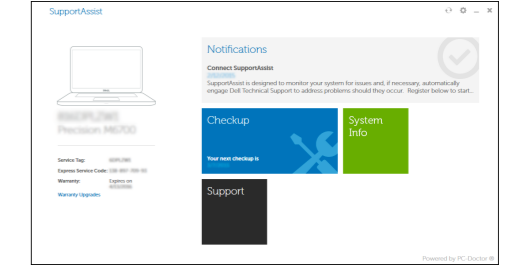 SupportAssist
Notifications
Connect SupportAssist
SupportAssist is designed to monitor your system for issues and, if necessary, automatically
engage Dell Technical Support to address problems should they occur. Register below to start...
Precision M6700
Checkup
Your next checkup is
System
Info
Service Tag:
Express Service Code:
Warranty:
Expires on
Warranty Upgrades
Support
Powered by PC-Doctor ®